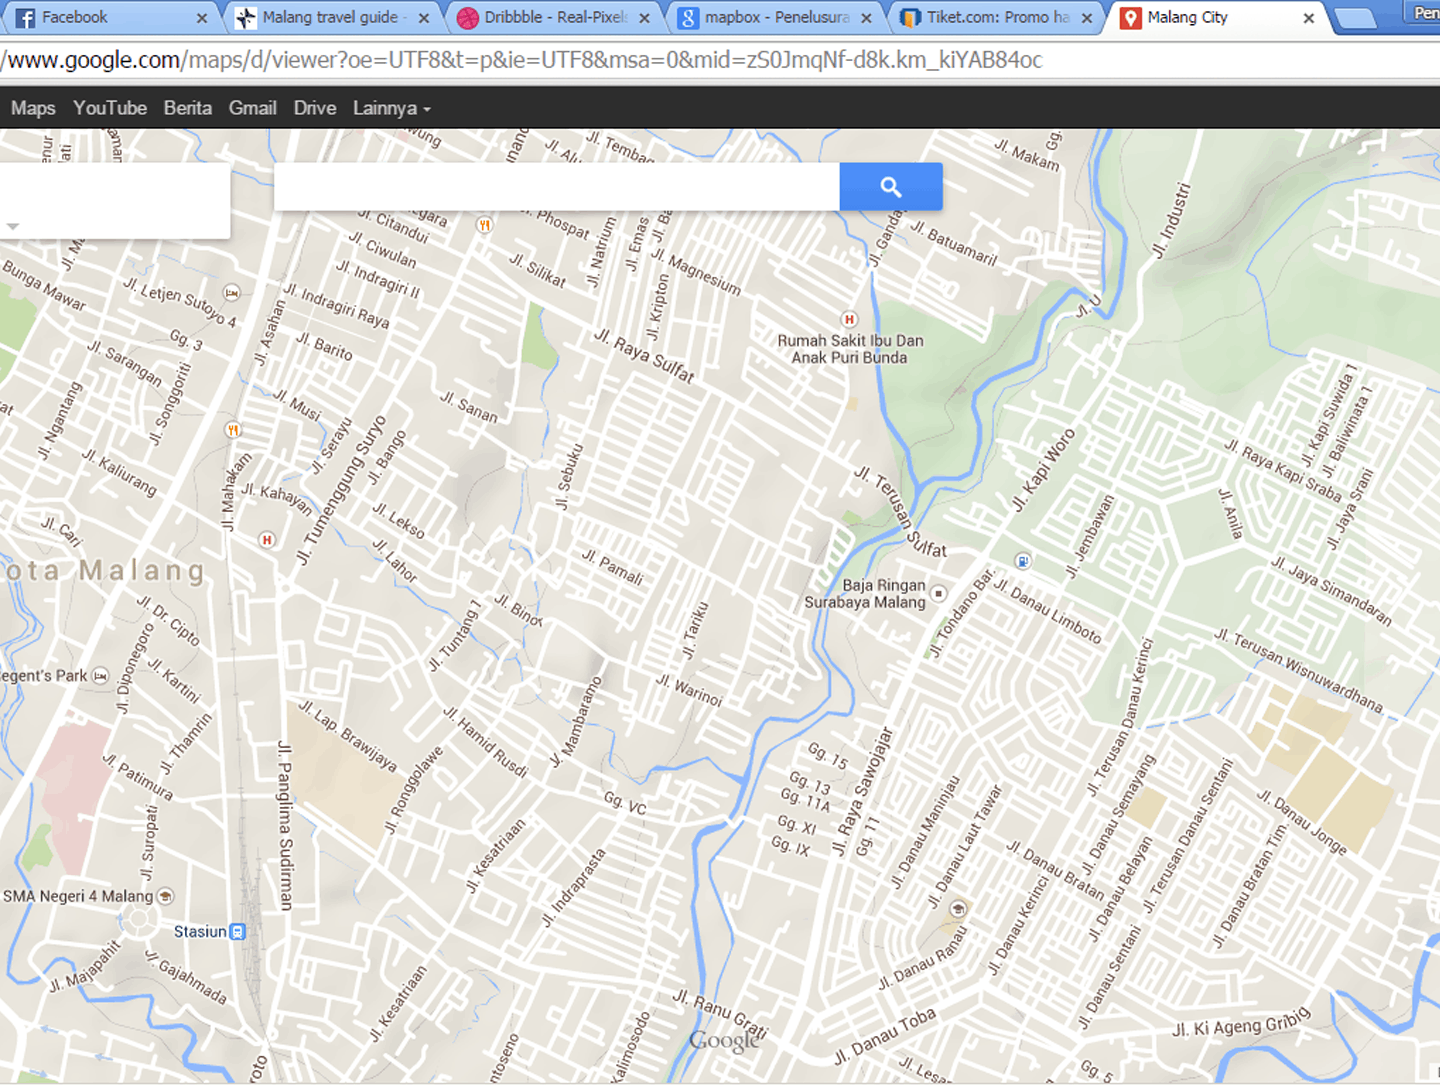 Facebook
Malang travel guide -
Dribbble - Real-Pixels
mapbox - Penelusura
Tiket.com: Promo ha
Malang City
Pen
/www.google.com/maps/d/viewer?oe=UTF8&t=p&ie=UTF8&msa=0&mid=zS0JmqNf-d8k.km_kiYAB84oc
Maps YouTube Berita Gmail Drive Lainnya
Jl. Tembag
Jl. Makam
Gg.
Jl. Industri
Jl. Ganda
Jl. Batuamaril
Jl. Citandui
Jl. Phospat
Jl. Natrium
Jl. Emas
Jl. Ba
Jl. Ciwulan
Jl. Silikat
Jl. Magnesium
Jl. Indragiri II
Jl. Kripton
Bunga Mawar
Jl. Letjen Sutoyo 4
Jl. Indragiri Raya
Jl. U
Jl. Asahan
Gg. 3
Jl. Barito
Jl. Raya Sulfat
Rumah Sakit Ibu Dan
Anak Puri Bunda
Jl. Sarangan
Jl. Songgoriti
Jl. Ngantang
Jl. Musi
Jl. Sanan
Jl. Serayu
Jl. Tumenggung Suryo
Jl. Bango
Jl. Kapi Suwida 1
Jl. Baliwinata 1
Jl. Kapi Woro
Jl. Raya Kapi Sraba
Jl. Kaliurang
Jl. Mahakam
Jl. Kahayan
Jl. Sebuku
Jl. Terusan Sulfat
Jl. Anila
Jl. Jaya Srani
Jl. Lekso
Jl. Cari
Jl. Jembawan
Jl. Lahor
ota Malang
Jl. Pamali
Jl. Jaya Simandaran
Baja Ringan
Surabaya Malang
Jl. Tondano Bar.
Jl. Danau Limboto
Jl. Dr. Cipto
Jl. Tuntang 1
Jl. Binor
Jl. Tariku
Jl. Diponegoro
Jl. Terusan Wisnuwardhana
egent's Park
Jl. Kartini
Jl. Warinoi
Jl. Terusan Danau Kerinci
Jl. Mambaramo
Jl. Lap. Brawijaya
Jl. Hamid Rusdi
Jl. Thamrin
Jl. Patimura
Jl. Panglima Sudirman
Jl. Ronggolawe
Gg. 15
Gg. 13
Gg. 11A
Gg. XI
Gg. IX
Gg. VC
Jl. Raya Sawojajar
Gg. 11
Jl. Danau Maninjau
Jl. Danau Laut Tawar
Jl. Danau Semayang
Jl. Terusan Danau Sentani
Jl. Danau Jonge
Jl. Suropati
Jl. Kesatriaan
Jl. Indraprasta
Jl. Danau Bratan
Jl. Danau Belayan
Jl. Danau Bratan Tim.
SMA Negeri 4 Malang
Stasiun
Jl. Danau Kerinci
Jl. Danau Ranau
Jl. Danau Sentani
Jl. Majapahit
Jl. Gajahmada
Jl. Kesatriaan
Jl. Ranu Grati
Jl. Danau Toba
Jl. Ki Ageng Gribig
Google
Kalimosodo
Gg. 5